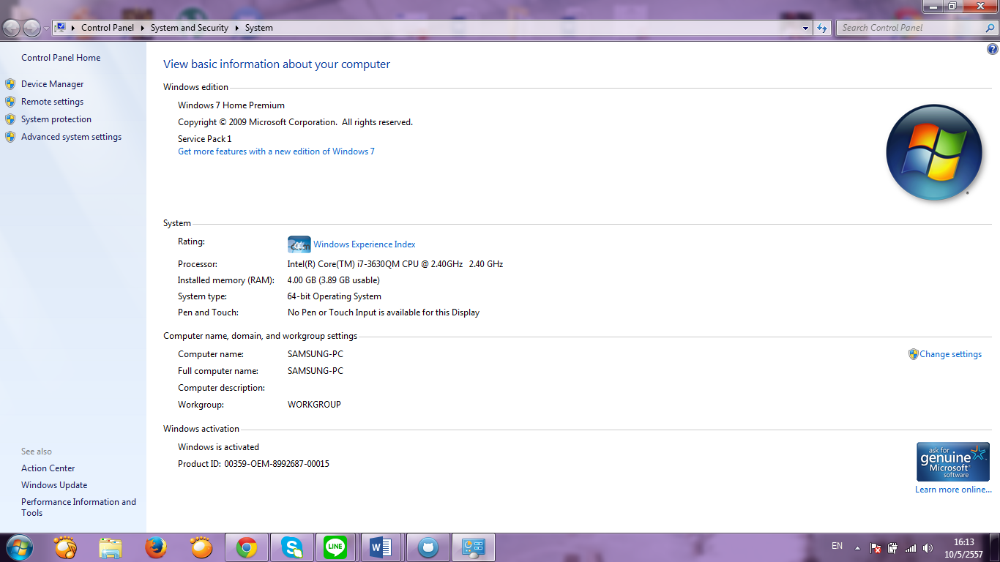 Control Panel ▸ System and Security ▸ System
Search Control Panel
Control Panel Home
Device Manager
Remote settings
System protection
Advanced system settings
View basic information about your computer
Windows edition
Windows 7 Home Premium
Copyright © 2009 Microsoft Corporation. All rights reserved.
Service Pack 1
Get more features with a new edition of Windows 7
System
Rating: Windows Experience Index
Processor: Intel(R) Core(TM) i7-3630QM CPU @ 2.40GHz 2.40 GHz
Installed memory (RAM): 4.00 GB (3.89 GB usable)
System type: 64-bit Operating System
Pen and Touch: No Pen or Touch Input is available for this Display
Computer name, domain, and workgroup settings
Computer name: SAMSUNG-PC
Change settings
Full computer name: SAMSUNG-PC
Computer description:
Workgroup: WORKGROUP
Windows activation
Windows is activated
Product ID: 00359-OEM-8992687-00015
ask for
genuine
Microsoft
software
Learn more online...
See also
Action Center
Windows Update
Performance Information and
Tools
LINE
W
EN
16:13
10/5/2557